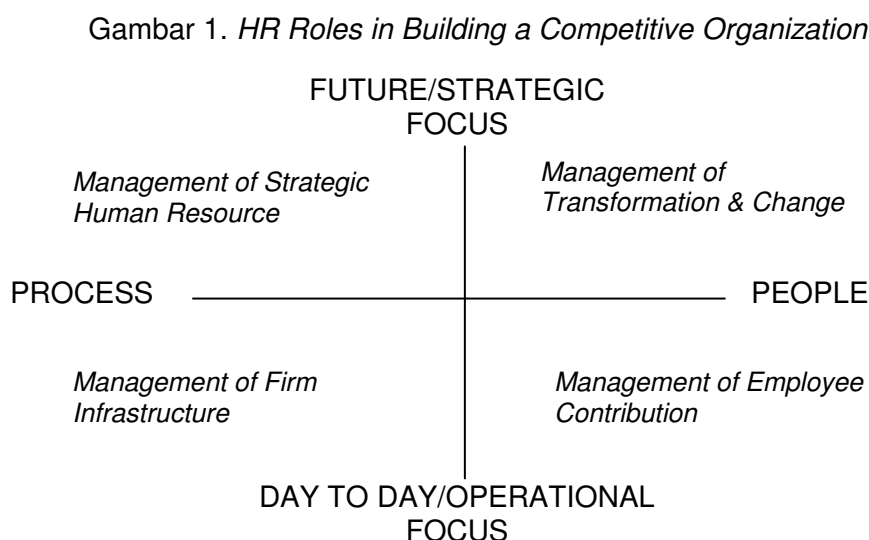 Gambar 1. HR Roles in Building a Competitive Organization
FUTURE/STRATEGIC
FOCUS
Management of Strategic
Human Resource
Management of
Transformation & Change
PROCESS
PEOPLE
Management of Firm
Infrastructure
Management of Employee
Contribution
DAY TO DAY/OPERATIONAL
FOCUS